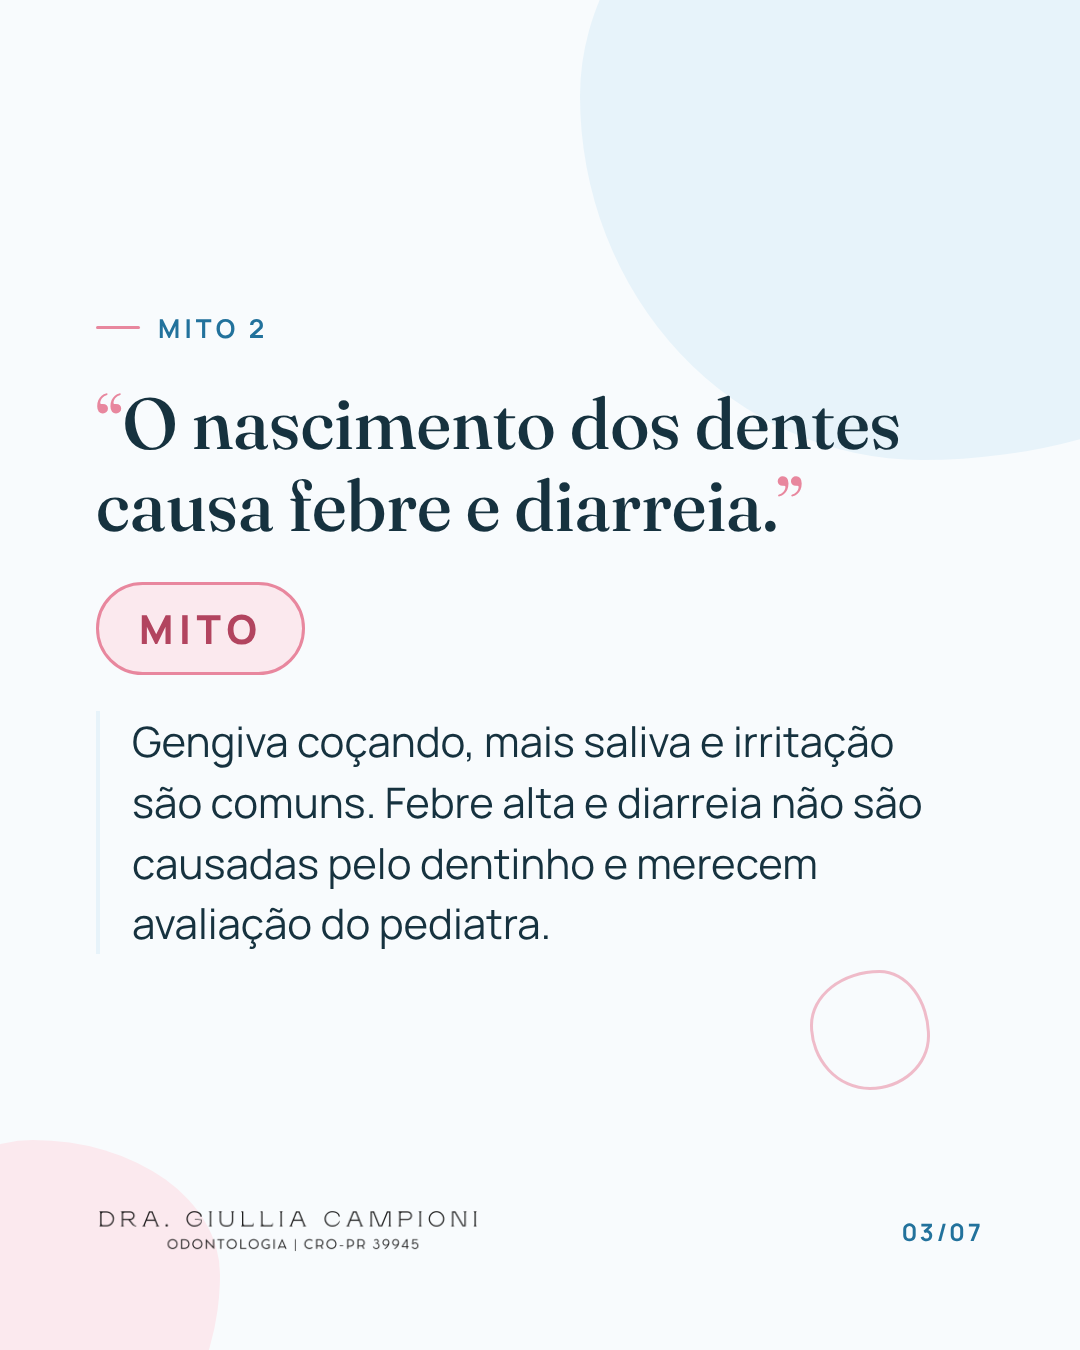 MITO 2
“O nascimento dos dentes
causa febre e diarreia.”
MITO
Gengiva coçando, mais saliva e irritação
são comuns. Febre alta e diarreia não são
causadas pelo dentinho e merecem
avaliação do pediatra.
DRA. GIULLIA CAMPIONI
ODONTOLOGIA | CRO-PR 39945
03/07